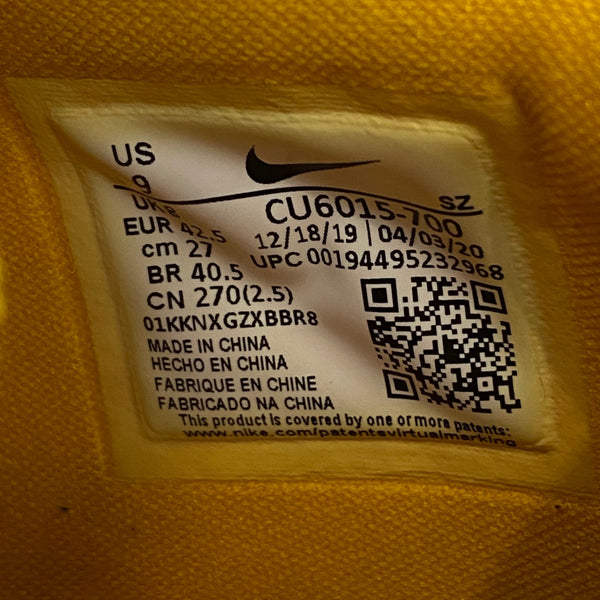 US
9
SZ
UK 8
CU6015-700
EUR 42.5
12/18/19 | 04/03/20
cm 27
UPC 00194495232968
BR 40.5
CN 270(2.5)
01KKNXGZXBBR8
MADE IN CHINA
HECHO EN CHINA
FABRIQUE EN CHINE
FABRICADO NA CHINA
This product is covered by one or more patents:
www.nike.com/patentsvirtualmarking